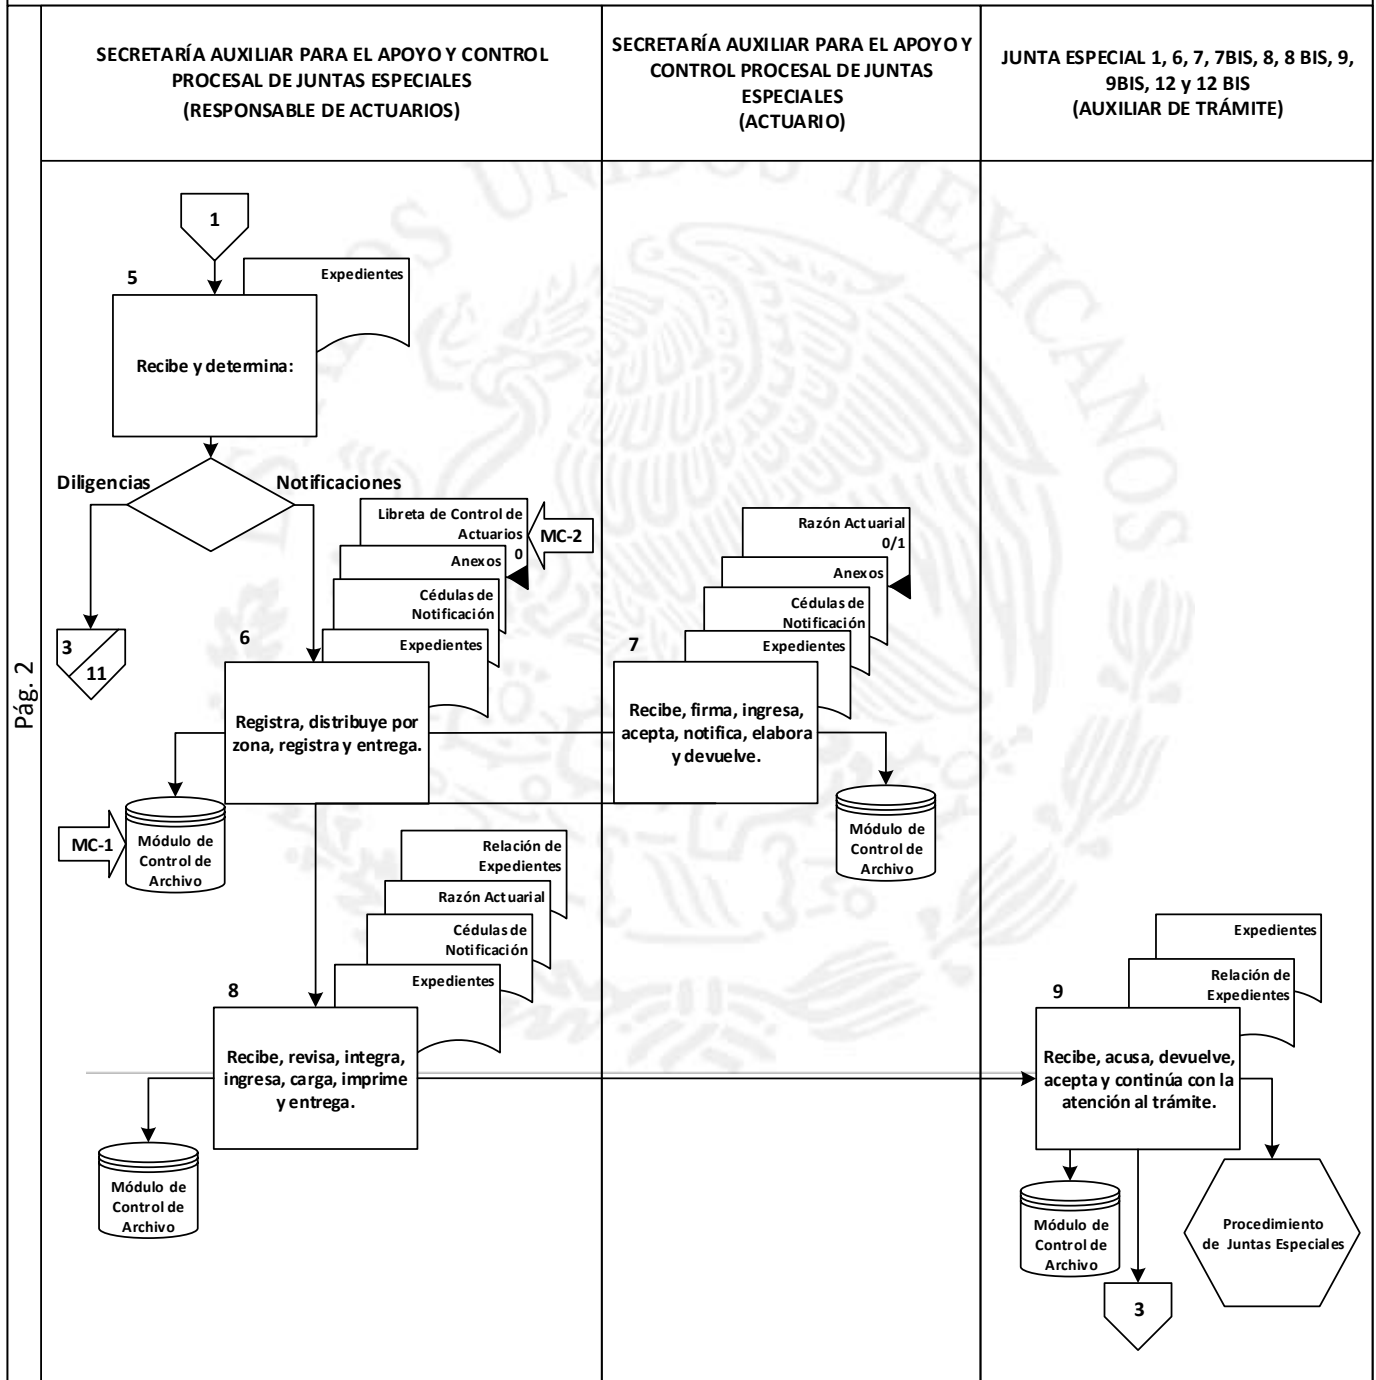 SECRETARÍA AUXILIAR PARA EL APOYO Y CONTROL
PROCESAL DE JUNTAS ESPECIALES
(RESPONSABLE DE ACTUARIOS)
SECRETARÍA AUXILIAR PARA EL APOYO Y
CONTROL PROCESAL DE JUNTAS
ESPECIALES
(ACTUARIO)
JUNTA ESPECIAL 1, 6, 7, 7BIS, 8, 8 BIS, 9,
9BIS, 12 y 12 BIS
(AUXILIAR DE TRÁMITE)
Pág. 2
UNIDOS MEXICANOS
1
5
Expedientes
Recibe y determina:
Diligencias
Notificaciones
3
11
Libreta de Control de
Actuarios
0
MC-2
Anexos
Cédulas de
Notificación
Expedientes
6
Registra, distribuye por
zona, registra y entrega.
MC-1
Módulo de
Control de
Archivo
Razón Actuarial
0/1
Anexos
Cédulas de
Notificación
Expedientes
7
Recibe, firma, ingresa,
acepta, notifica, elabora
y devuelve.
Módulo de
Control de
Archivo
Relación de
Expedientes
Razón Actuarial
Cédulas de
Notificación
Expedientes
8
Recibe, revisa, integra,
ingresa, carga, imprime
y entrega.
Módulo de
Control de
Archivo
Expedientes
Relación de
Expedientes
9
Recibe, acusa, devuelve,
acepta y continúa con la
atención al trámite.
Módulo de
Control de
Archivo
Procedimiento
de Juntas Especiales
3